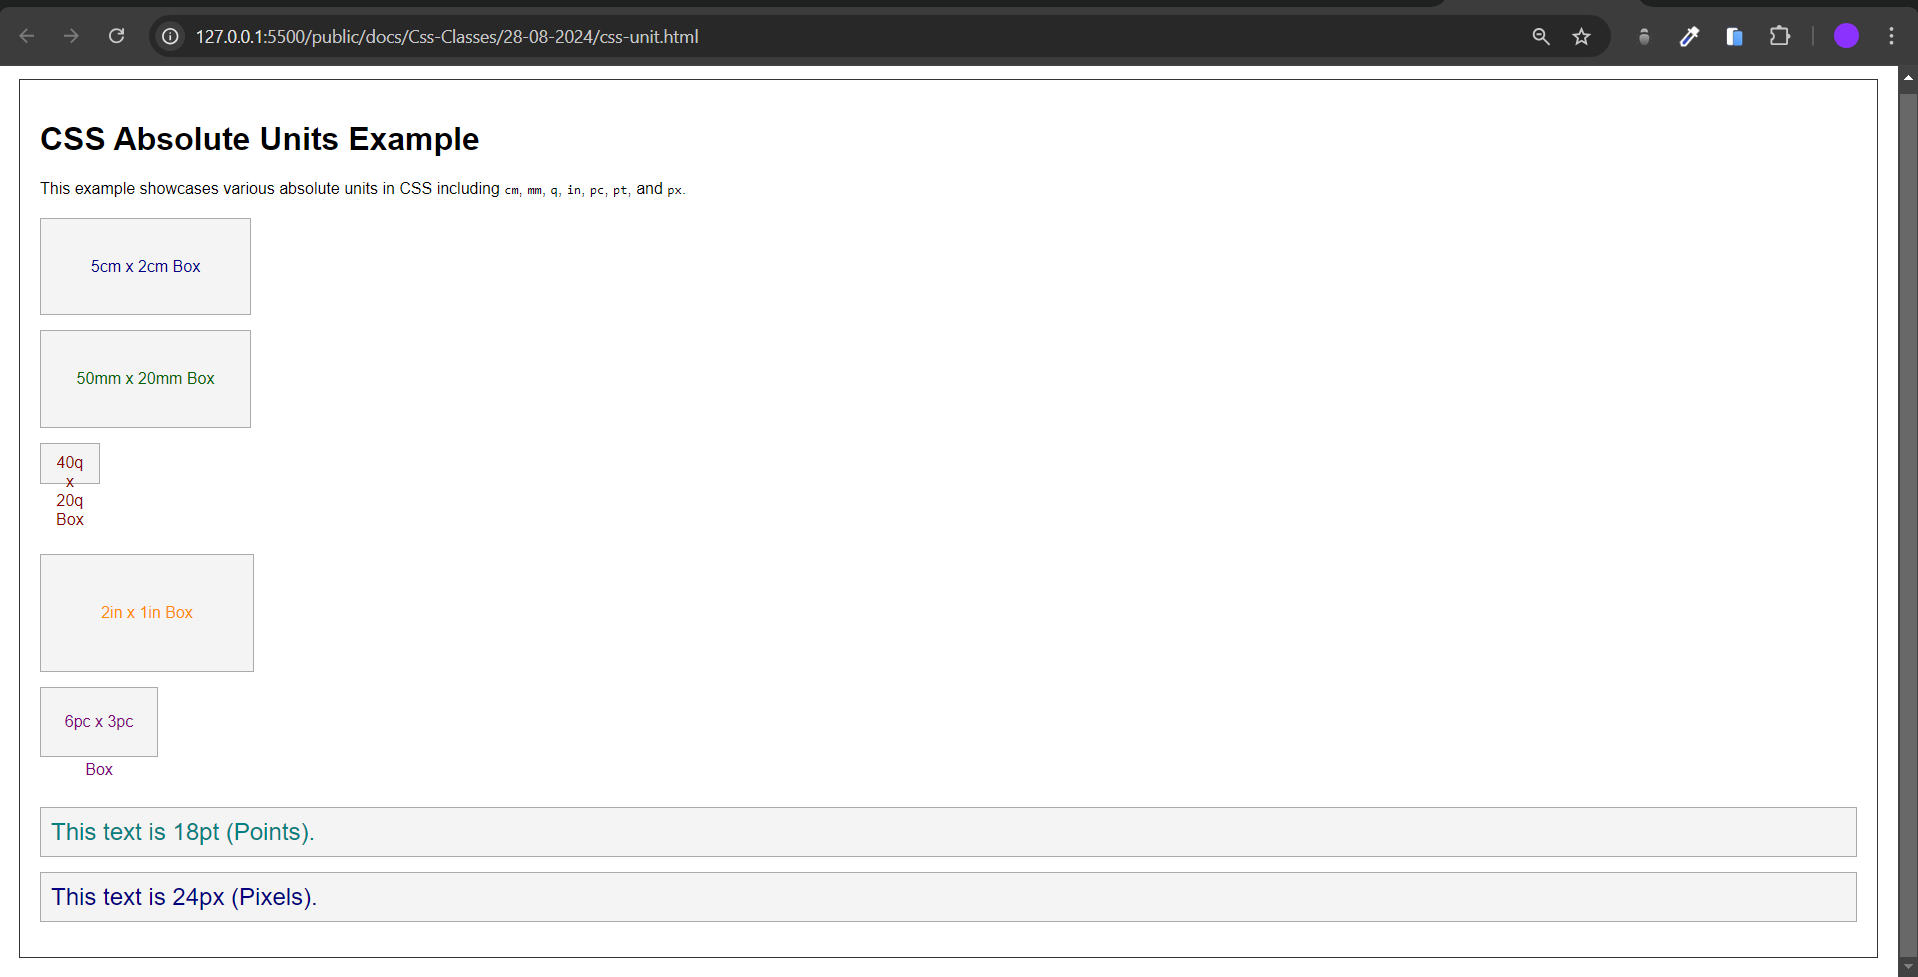 127.0.0.1:5500/public/docs/Css-Classes/28-08-2024/css-unit.html
CSS Absolute Units Example
This example showcases various absolute units in CSS including cm, mm, q, in, pc, pt, and px.
5cm x 2cm Box
50mm x 20mm Box
40q
x
20q
Box
2in x 1in Box
6pc x 3pc
Box
This text is 18pt (Points).
This text is 24px (Pixels).